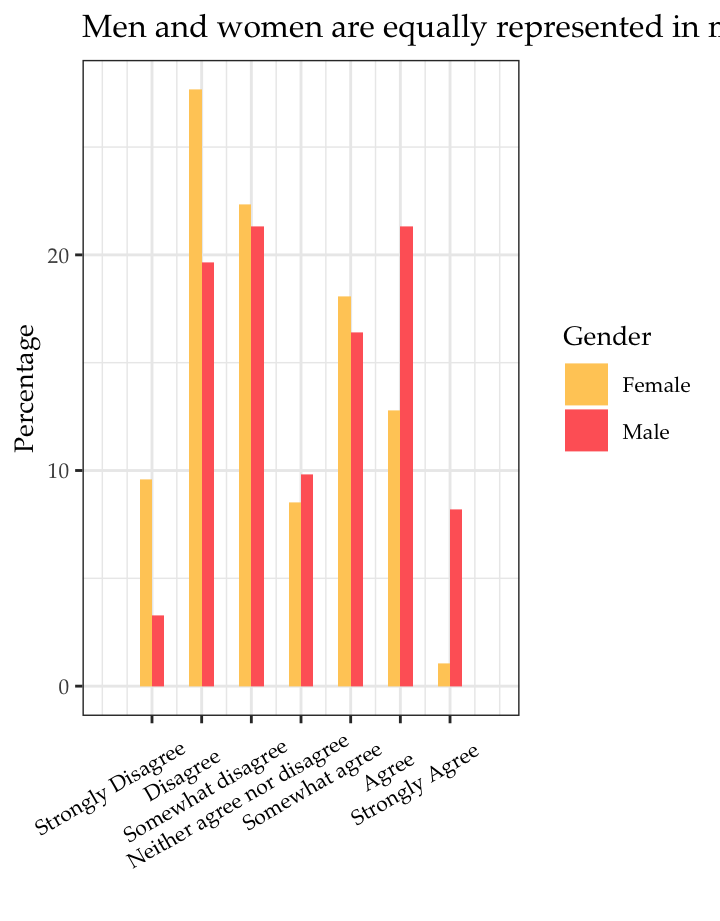 Men and women are equally represented in
Percentage
20
10
0
Strongly Disagree
Disagree
Somewhat disagree
Neither agree nor disagree
Somewhat agree
Agree
Strongly Agree
Gender
Female
Male